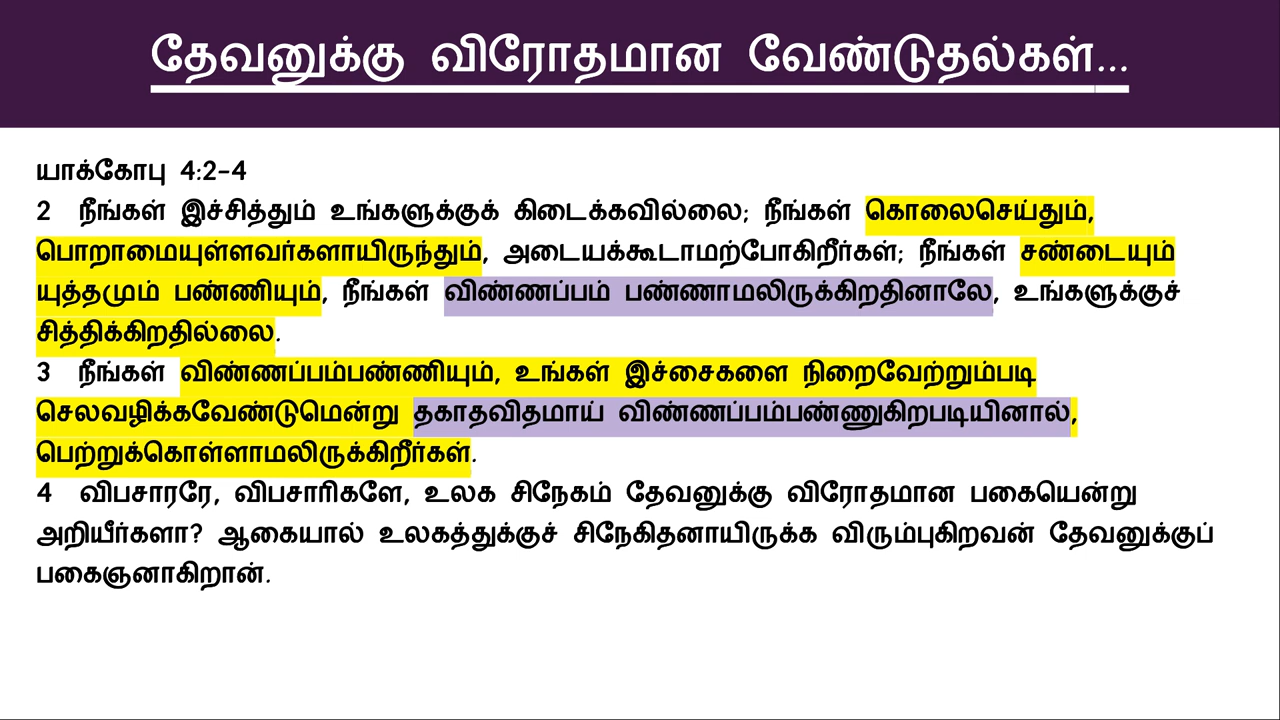 தேவனுக்கு விரோதமான வேண்டுதல்கள்...
யாக்கோபு 4:2-4
2 நீங்கள் இச்சித்தும் உங்களுக்குக் கிடைக்கவில்லை; நீங்கள் கொலைசெய்தும்,
பொறாமையுள்ளவர்களாயிருந்தும், அடையக்கூடாமற்போகிறீர்கள்; நீங்கள் சண்டையும்
யுத்தமும் பண்ணியும், நீங்கள் விண்ணப்பம் பண்ணாமலிருக்கிறதினாலே, உங்களுக்குச்
சித்திக்கிறதில்லை.
3 நீங்கள் விண்ணப்பம்பண்ணியும், உங்கள் இச்சைகளை நிறைவேற்றும்படி
செலவழிக்கவேண்டுமென்று தகாதவிதமாய் விண்ணப்பம்பண்ணுகிறபடியினால்,
பெற்றுக்கொள்ளாமலிருக்கிறீர்கள்.
4 விபசாரரே, விபசாரிகளே, உலக சிநேகம் தேவனுக்கு விரோதமான பகையென்று
அறியீர்களா? ஆகையால் உலகத்துக்குச் சிநேகிதனாயிருக்க விரும்புகிறவன் தேவனுக்குப்
பகைஞனாகிறான்.